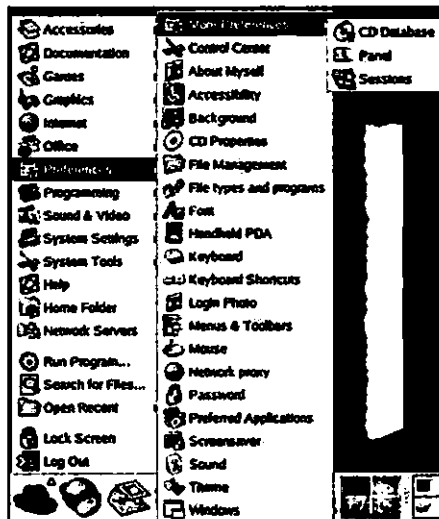 Accessories
Documentation
Games
Graphics
Internet
Office
Preferences
Programming
Sound & Video
System Settings
System Tools
Help
Home Folder
Network Servers
Run Program...
Search for Files...
Open Recent
Lock Screen
Log Out
More Preferences
Control Center
About Myself
Accessibility
Background
CD Properties
File Management
File types and programs
Font
Handheld PDA
Keyboard
Keyboard Shortcuts
Login Photo
Menus & Toolbars
Mouse
Network proxy
Password
Preferred Applications
Screensaver
Sound
Theme
Windows
CD Database
Panel
Sessions